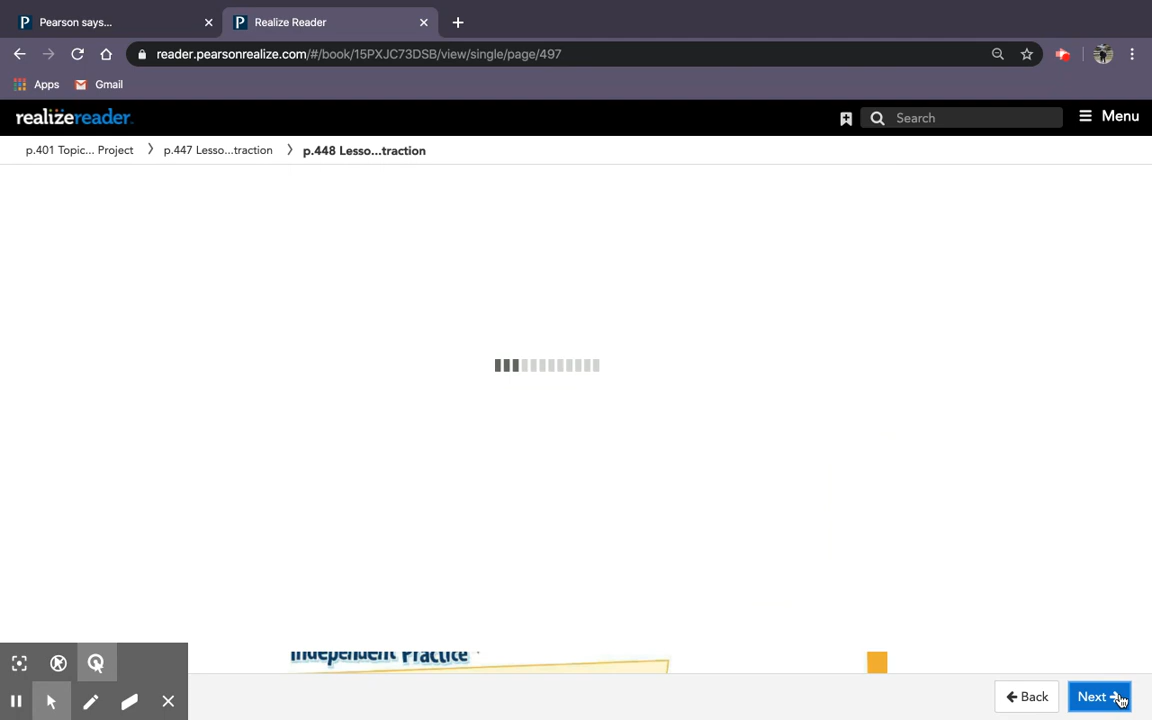 Pearson says...
Realize Reader
reader.pearsonrealize.com/#/book/15PXJC73DSB/view/single/page/497
Apps
Gmail
realizereader
Search
Menu
p.401 Topic... Project
p.447 Lesso...traction
p.448 Lesso...traction
Independent Practice
Back
Next